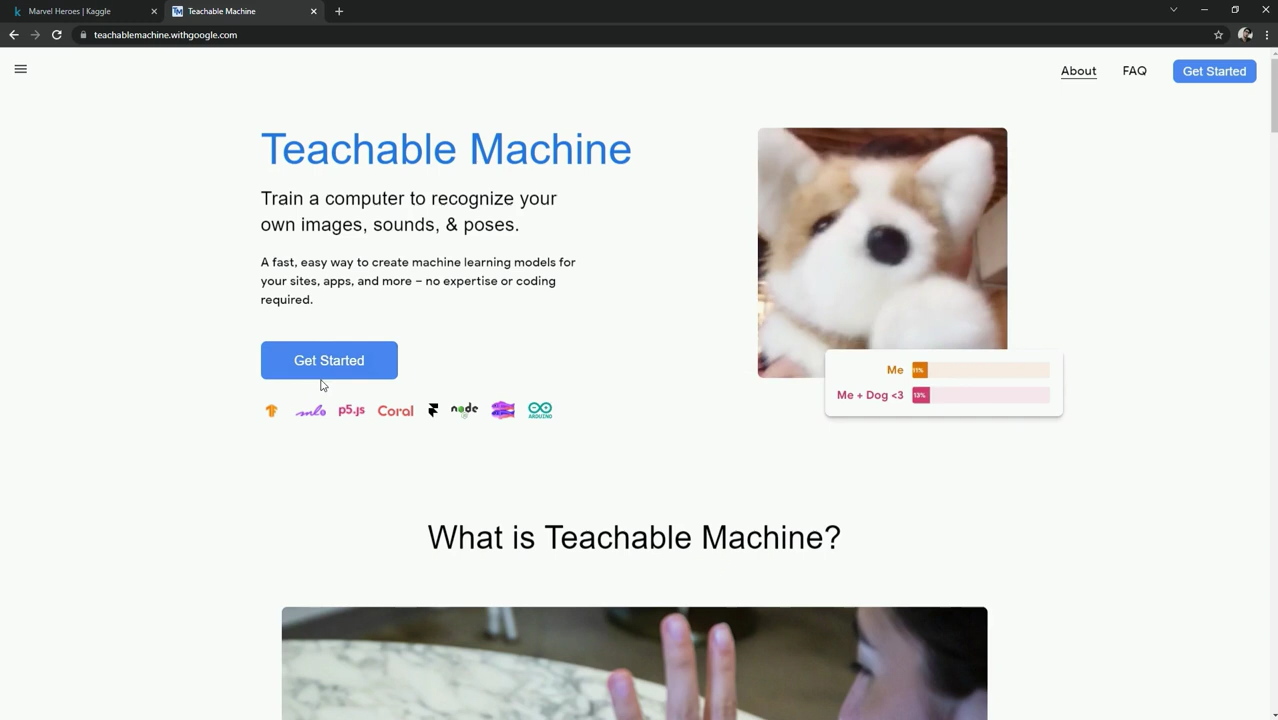 Marvel Heroes | Kaggle
Teachable Machine
teachablemachine.withgoogle.com
About
FAQ
Get Started
Teachable Machine
Train a computer to recognize your
own images, sounds, & poses.
A fast, easy way to create machine learning models for
your sites, apps, and more – no expertise or coding
required.
Get Started
Me
11%
Me + Dog <3
13%
ml5
p5.js
Coral
node
ARDUINO
What is Teachable Machine?